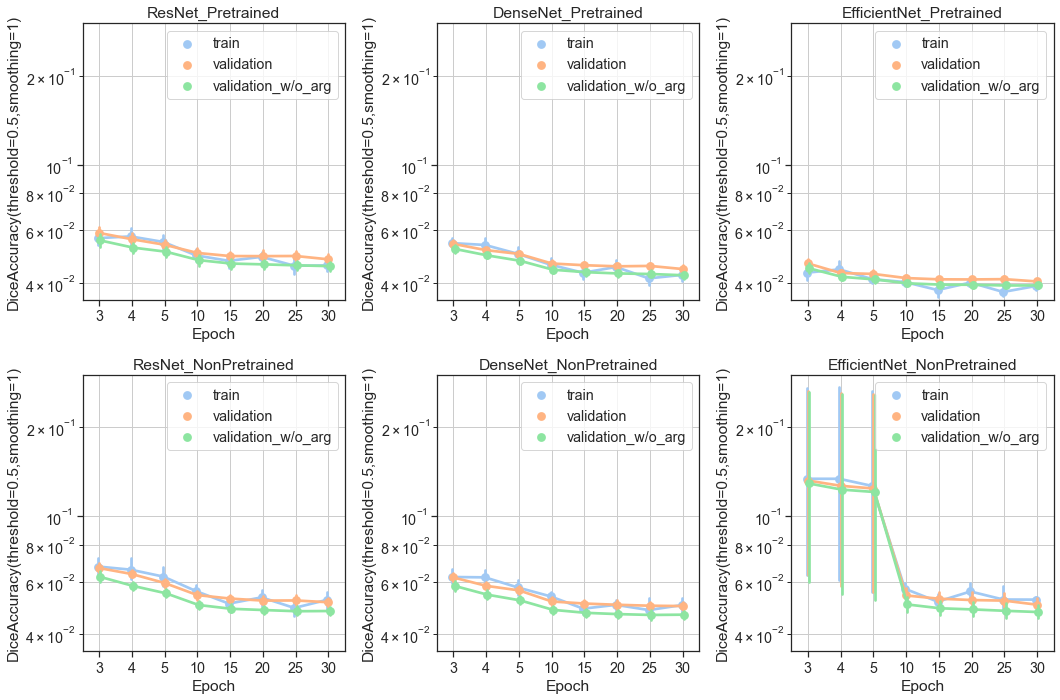 ResNet_Pretrained
DiceAccuracy(threshold=0.5,smoothing=1)
2 × 10⁻¹
10⁻¹
8 × 10⁻²
6 × 10⁻²
4 × 10⁻²
train
validation
validation_w/o_arg
3 4 5 10 15 20 25 30
Epoch
DenseNet_Pretrained
DiceAccuracy(threshold=0.5,smoothing=1)
2 × 10⁻¹
10⁻¹
8 × 10⁻²
6 × 10⁻²
4 × 10⁻²
train
validation
validation_w/o_arg
3 4 5 10 15 20 25 30
Epoch
EfficientNet_Pretrained
DiceAccuracy(threshold=0.5,smoothing=1)
2 × 10⁻¹
10⁻¹
8 × 10⁻²
6 × 10⁻²
4 × 10⁻²
train
validation
validation_w/o_arg
3 4 5 10 15 20 25 30
Epoch
ResNet_NonPretrained
DiceAccuracy(threshold=0.5,smoothing=1)
2 × 10⁻¹
10⁻¹
8 × 10⁻²
6 × 10⁻²
4 × 10⁻²
train
validation
validation_w/o_arg
3 4 5 10 15 20 25 30
Epoch
DenseNet_NonPretrained
DiceAccuracy(threshold=0.5,smoothing=1)
2 × 10⁻¹
10⁻¹
8 × 10⁻²
6 × 10⁻²
4 × 10⁻²
train
validation
validation_w/o_arg
3 4 5 10 15 20 25 30
Epoch
EfficientNet_NonPretrained
DiceAccuracy(threshold=0.5,smoothing=1)
2 × 10⁻¹
10⁻¹
8 × 10⁻²
6 × 10⁻²
4 × 10⁻²
train
validation
validation_w/o_arg
3 4 5 10 15 20 25 30
Epoch